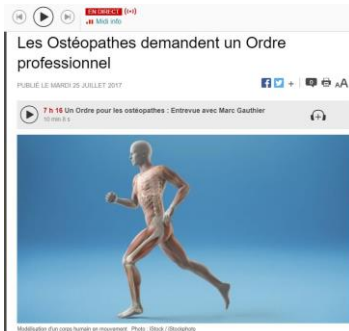 EN DIRECT
Midi info
Les Ostéopathes demandent un Ordre
professionnel
PUBLIÉ LE MARDI 25 JUILLET 2017
+ 0 AA
7 h 16 Un Ordre pour les ostéopathes : Entrevue avec Marc Gauthier
10 min 8 s
Modélisation d'un corps humain en mouvement Photo : iStock / iStockphoto